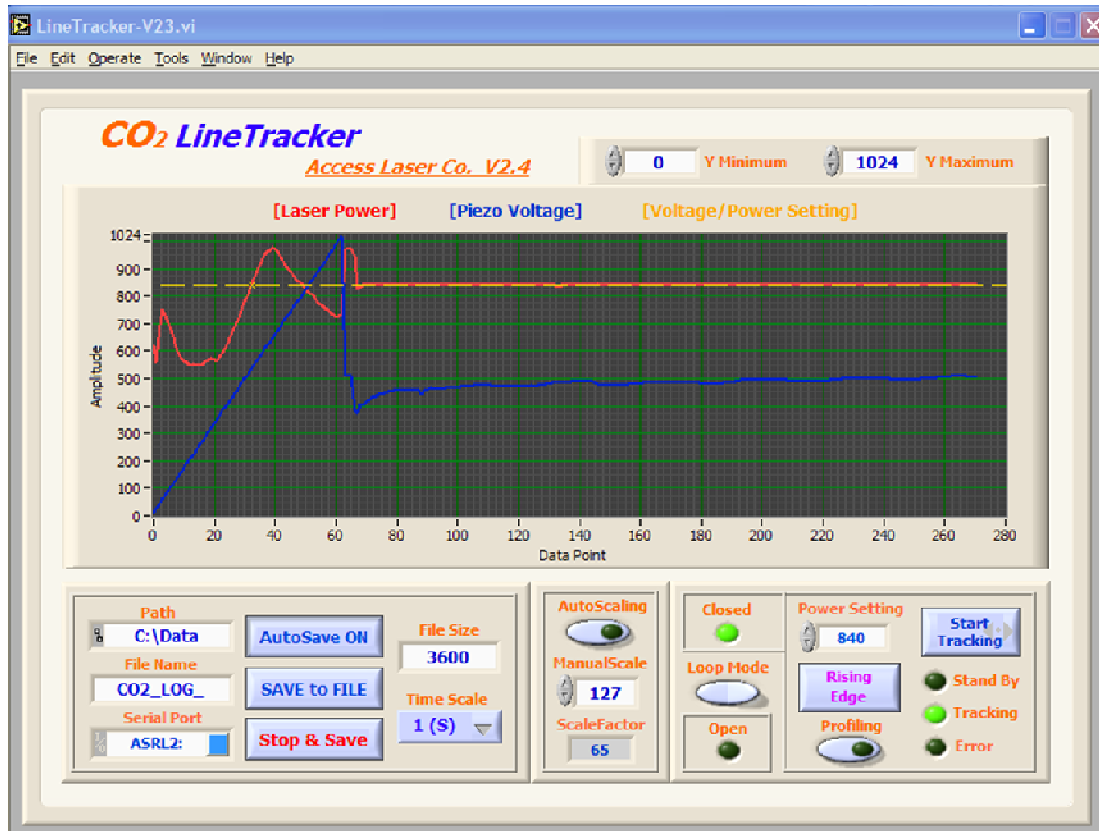 LineTracker-V23.vi
File Edit Operate Tools Window Help
CO2 LineTracker
Access Laser Co. V2.4
0 Y Minimum 1024 Y Maximum
[Laser Power] [Piezo Voltage] [Voltage/Power Setting]
1024
900
800
700
600
500
400
300
200
100
0
Amplitude
0 20 40 60 80 100 120 140 160 180 200 220 240 260 280
Data Point
Path
C:\Data
File Name
CO2_LOG_
Serial Port
ASRL2:
AutoSave ON
SAVE to FILE
Stop & Save
File Size
3600
Time Scale
1 (S)
AutoScaling
ManualScale
127
ScaleFactor
65
Closed
Loop Mode
Open
Power Setting
840
Rising
Edge
Profiling
Start
Tracking
Stand By
Tracking
Error